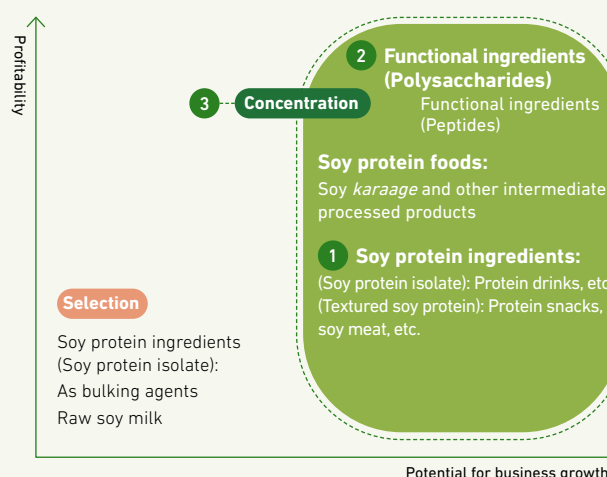 Profitability
2 Functional ingredients
(Polysaccharides)
3 Concentration
Functional ingredients
(Peptides)
Soy protein foods:
Soy karaage and other intermediate
processed products
1 Soy protein ingredients:
(Soy protein isolate): Protein drinks, etc
(Textured soy protein): Protein snacks,
soy meat, etc.
Selection
Soy protein ingredients
(Soy protein isolate):
As bulking agents
Raw soy milk
Potential for business growth